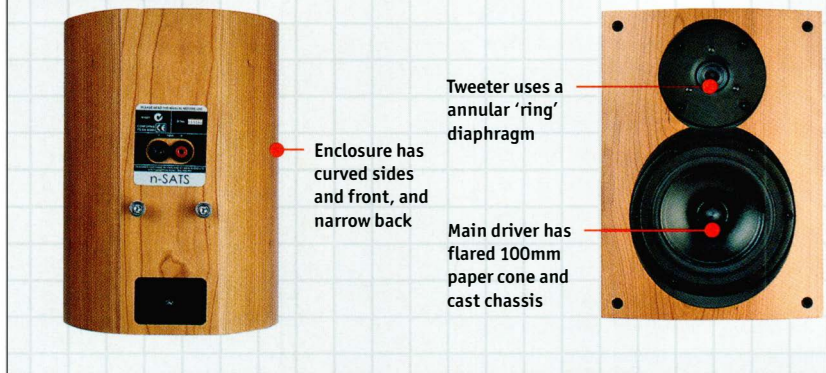 n-SATS
Enclosure has
curved sides
and front, and
narrow back
Tweeter uses a
annular ‘ring’
diaphragm
Main driver has
flared 100mm
paper cone and
cast chassis